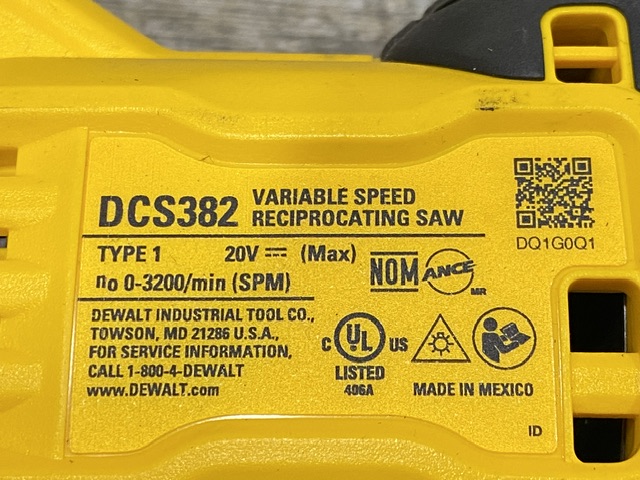 DCS382 VARIABLE SPEED
RECIPROCATING SAW
DQ1G0Q1
TYPE 1 20V ⎓ (Max)
no 0-3200/min (SPM)
NOM ANCE MR
DEWALT INDUSTRIAL TOOL CO.,
TOWSON, MD 21286 U.S.A.,
FOR SERVICE INFORMATION,
CALL 1-800-4-DEWALT
www.DEWALT.com
C UL US
LISTED
496A
MADE IN MEXICO
ID